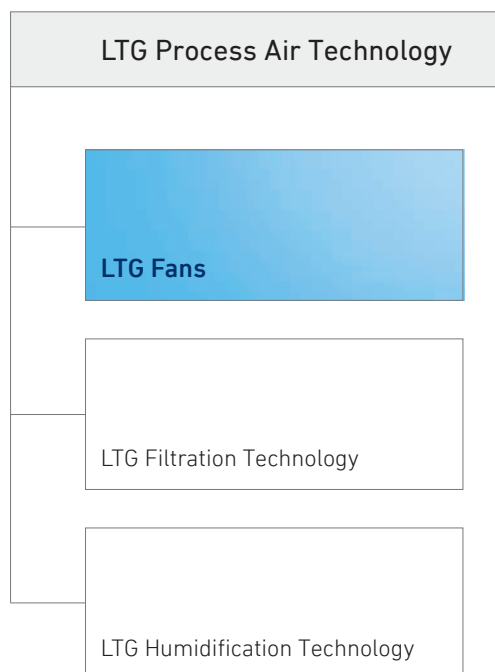 LTG Process Air Technology
LTG Fans
LTG Filtration Technology
LTG Humidification Technology